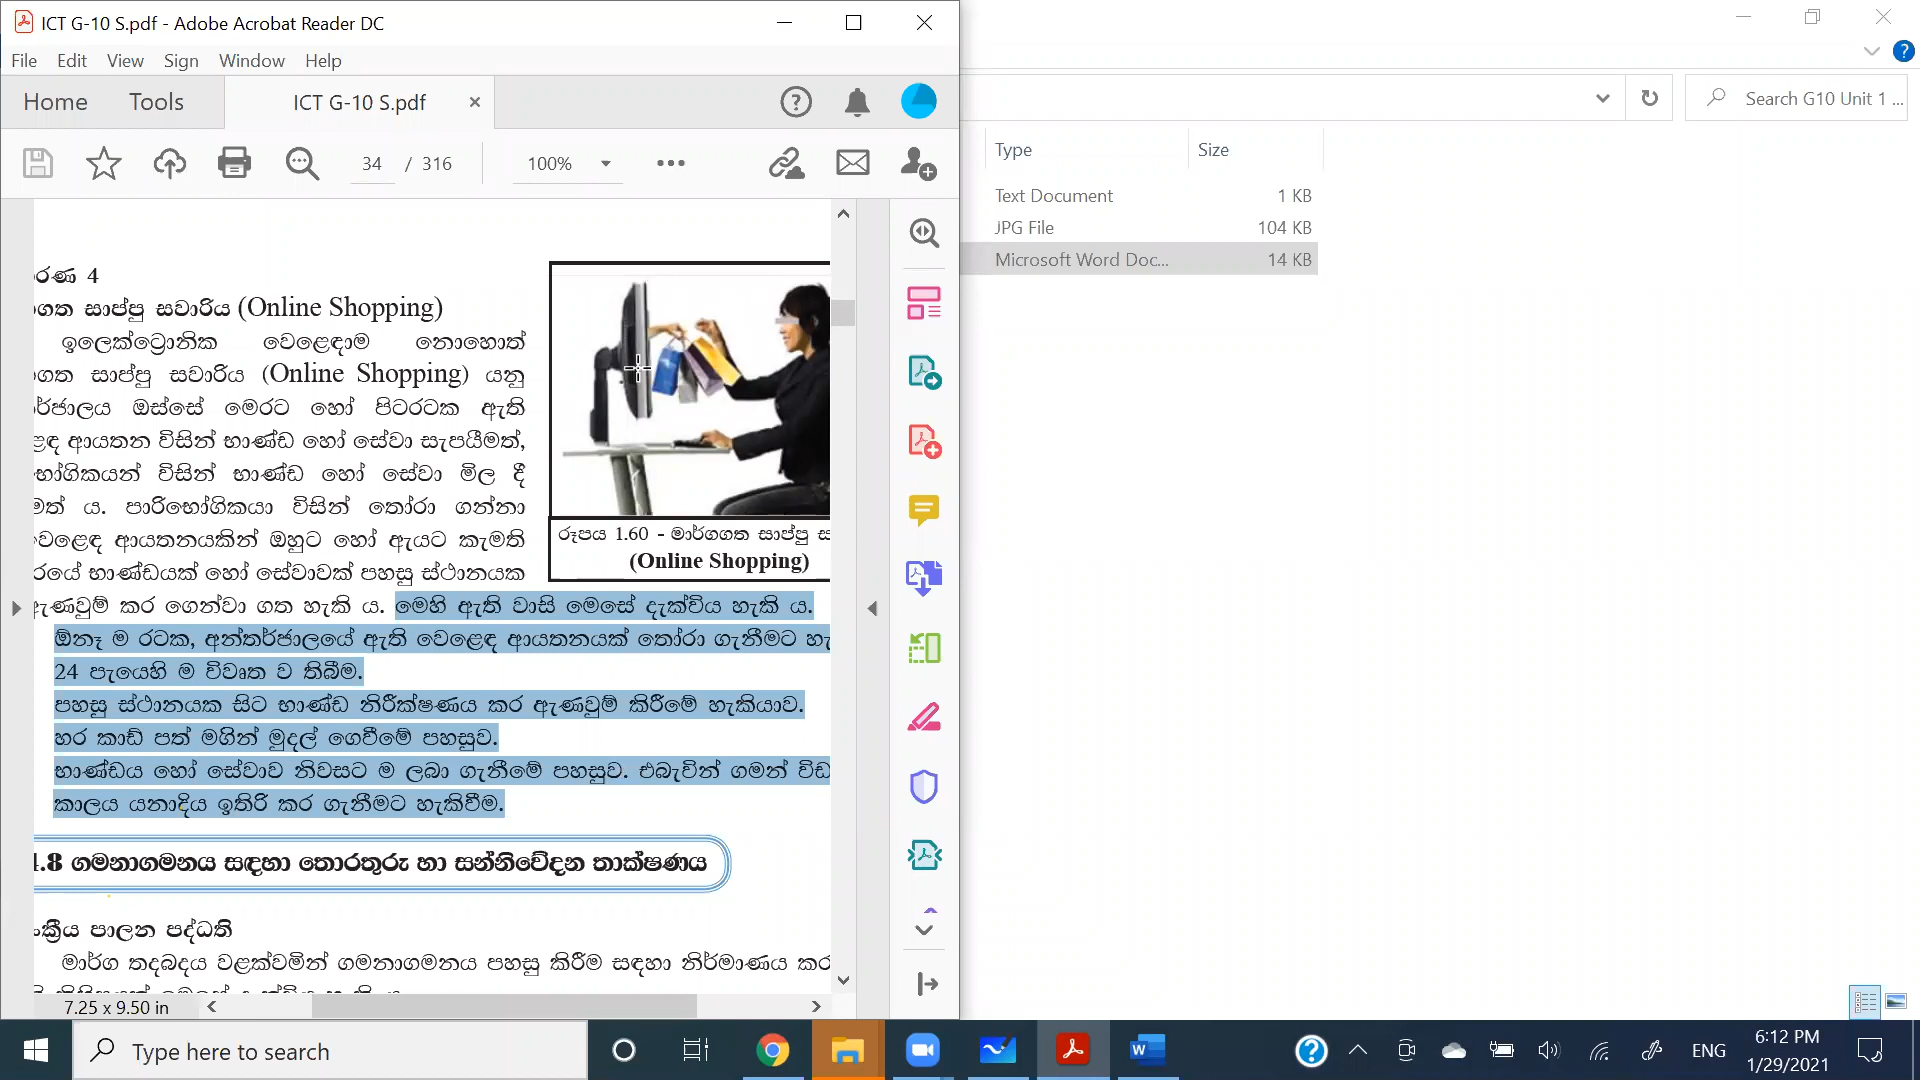 ICT G-10 S.pdf - Adobe Acrobat Reader DC
File Edit View Sign Window Help
Home Tools ICT G-10 S.pdf
34 / 316 100%
Search G10 Unit 1 ...
Type Size
Text Document 1 KB
JPG File 104 KB
Microsoft Word Doc... 14 KB
රණ 4
ගත සාප්පු සවාරිය (Online Shopping)
ඉලෙක්ට්‍රොනික වෙළෙඳාම නොහොත්
ගත සාප්පු සවාරිය (Online Shopping) යනු
ර්ජාලය ඔස්සේ මෙරට හෝ පිටරටක ඇති
ළඳ ආයතන විසින් භාණ්ඩ හෝ සේවා සැපයීමත්,
භෝගිකයන් විසින් භාණ්ඩ හෝ සේවා මිල දී
මත් ය. පාරිභෝගිකයා විසින් තෝරා ගන්නා
වෙළෙඳ ආයතනයකින් ඔහුට හෝ ඇයට කැමති
රයේ භාණ්ඩයක් හෝ සේවාවක් පහසු ස්ථානයක
ඇණවුම් කර ගෙන්වා ගත හැකි ය. මෙහි ඇති වාසි මෙසේ දැක්විය හැකි ය.
ඕනෑ ම රටක, අන්තර්ජාලයේ ඇති වෙළෙඳ ආයතනයක් තෝරා ගැනීමට හැ
24 පැයෙහි ම විවෘත ව තිබීම.
පහසු ස්ථානයක සිට භාණ්ඩ නිරීක්ෂණය කර ඇණවුම් කිරීමේ හැකියාව.
හර කාඩ් පත් මගින් මුදල් ගෙවීමේ පහසුව.
භාණ්ඩය හෝ සේවාව නිවසට ම ලබා ගැනීමේ පහසුව. එබැවින් ගමන් විඩ
කාලය යනාදිය ඉතිරි කර ගැනීමට හැකිවීම.
රූපය 1.60 - මාර්ගගත සාප්පු ස
(Online Shopping)
4.8 ගමනාගමනය සඳහා තොරතුරු හා සන්නිවේදන තාක්ෂණය
ංක්‍රීය පාලන පද්ධති
මාර්ග තදබදය වළක්වමින් ගමනාගමනය පහසු කිරීම සඳහා නිර්මාණය කර
7.25 x 9.50 in
Type here to search
ENG
6:12 PM
1/29/2021